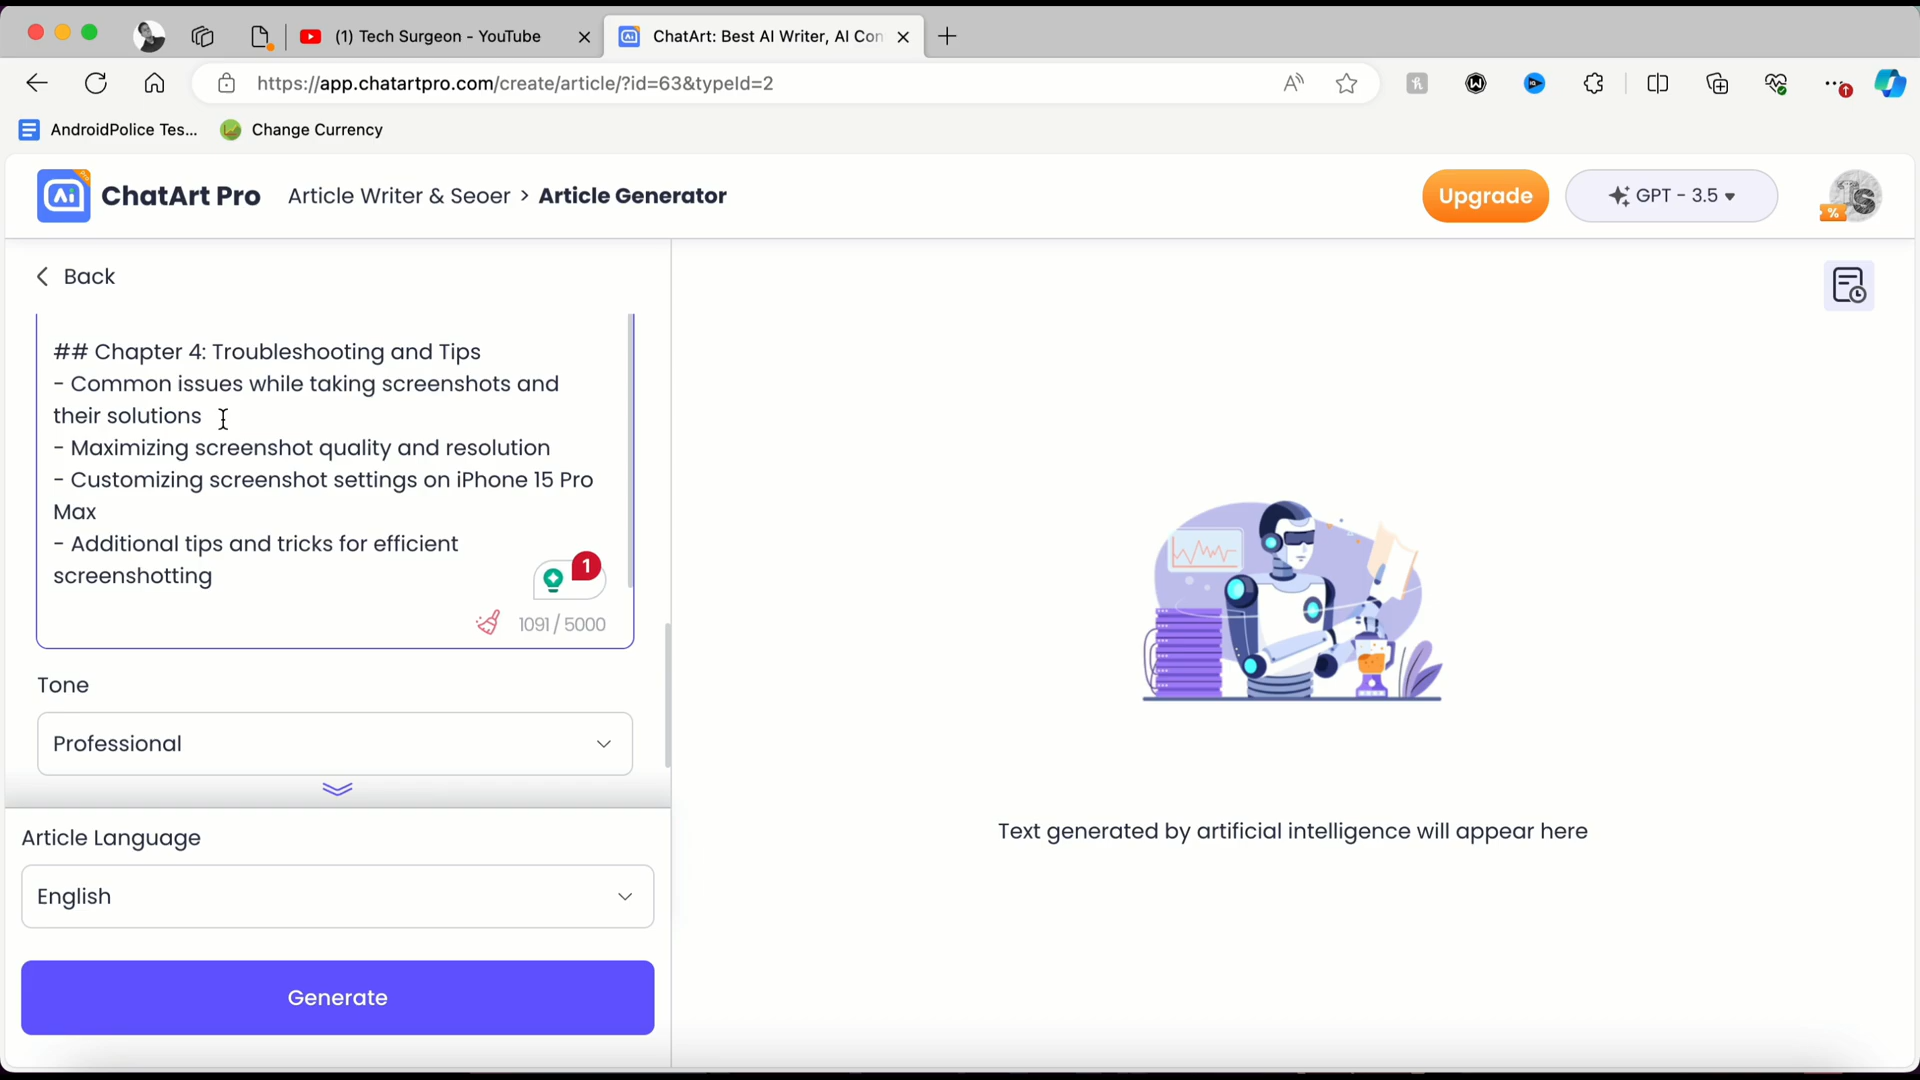 (1) Tech Surgeon - YouTube
ChatArt: Best AI Writer, AI Con
https://app.chatartpro.com/create/article/?id=63&typeId=2
AndroidPolice Tes...
Change Currency
Ai
ChatArt Pro
Article Writer & Seoer > Article Generator
Upgrade
GPT - 3.5
%
TS
Back
## Chapter 4: Troubleshooting and Tips
- Common issues while taking screenshots and
their solutions
- Maximizing screenshot quality and resolution
- Customizing screenshot settings on iPhone 15 Pro
Max
- Additional tips and tricks for efficient
screenshotting
1
1091 / 5000
Tone
Professional
Article Language
English
Generate
Text generated by artificial intelligence will appear here